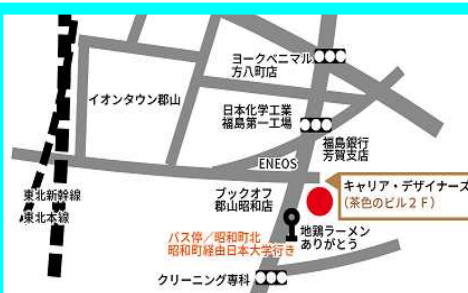 ヨークベニマル
方八町店
イオンタウン郡山
日本化学工業
福島第一工場
福島銀行
芳賀支店
ENEOS
キャリア・デザイナーズ
(茶色のビル2F)
東北新幹線
東北本線
ブックオフ
郡山昭和店
地鶏ラーメン
ありがとう
バス停／昭和町北
昭和町経由日本大学行き
クリーニング専科